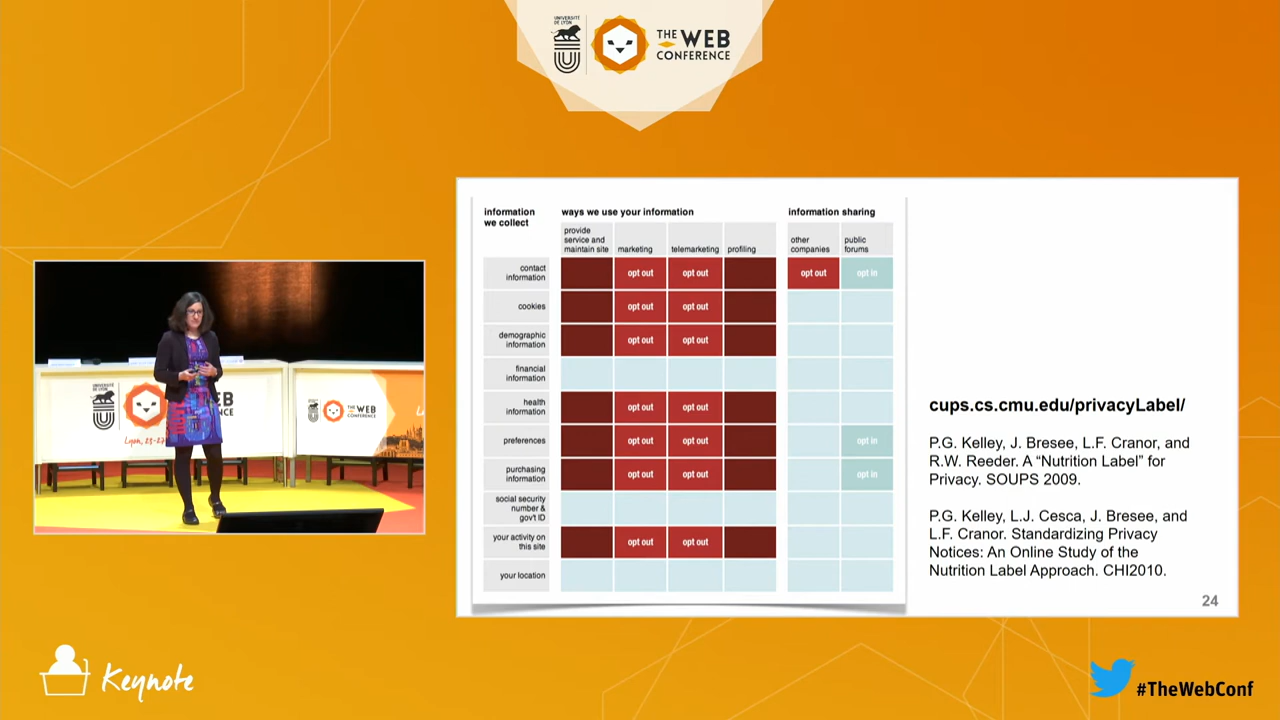 UNIVERSITÉ
DE LYON
THE WEB
CONFERENCE
information
we collect
ways we use your information
information sharing
provide
service and
maintain site
marketing
telemarketing
profiling
other
companies
public
forums
contact
information
opt out
opt out
opt out
opt in
cookies
opt out
opt out
demographic
information
opt out
opt out
financial
information
health
information
opt out
opt out
preferences
opt out
opt out
opt in
purchasing
information
opt out
opt out
opt in
social security
number &
gov't ID
your activity on
this site
opt out
opt out
your location
cups.cs.cmu.edu/privacyLabel/
P.G. Kelley, J. Bresee, L.F. Cranor, and
R.W. Reeder. A “Nutrition Label” for
Privacy. SOUPS 2009.
P.G. Kelley, L.J. Cesca, J. Bresee, and
L.F. Cranor. Standardizing Privacy
Notices: An Online Study of the
Nutrition Label Approach. CHI2010.
24
THE WEB
CONFERENCE
Keynote
#TheWebConf